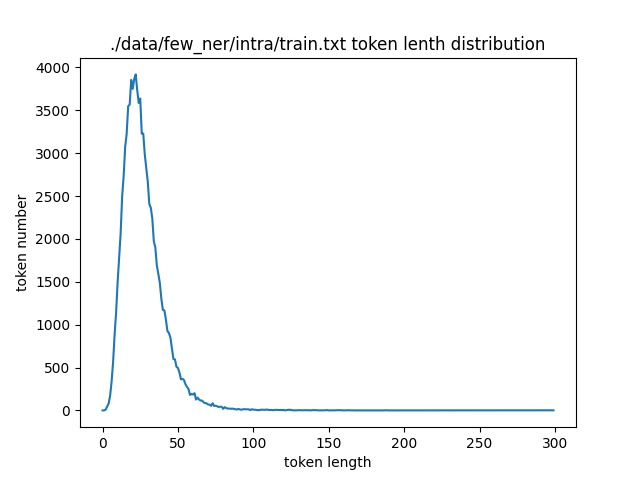 ./data/few_ner/intra/train.txt token lenth distribution
4000
3500
3000
2500
2000
1500
1000
500
0
token number
0 50 100 150 200 250 300
token length